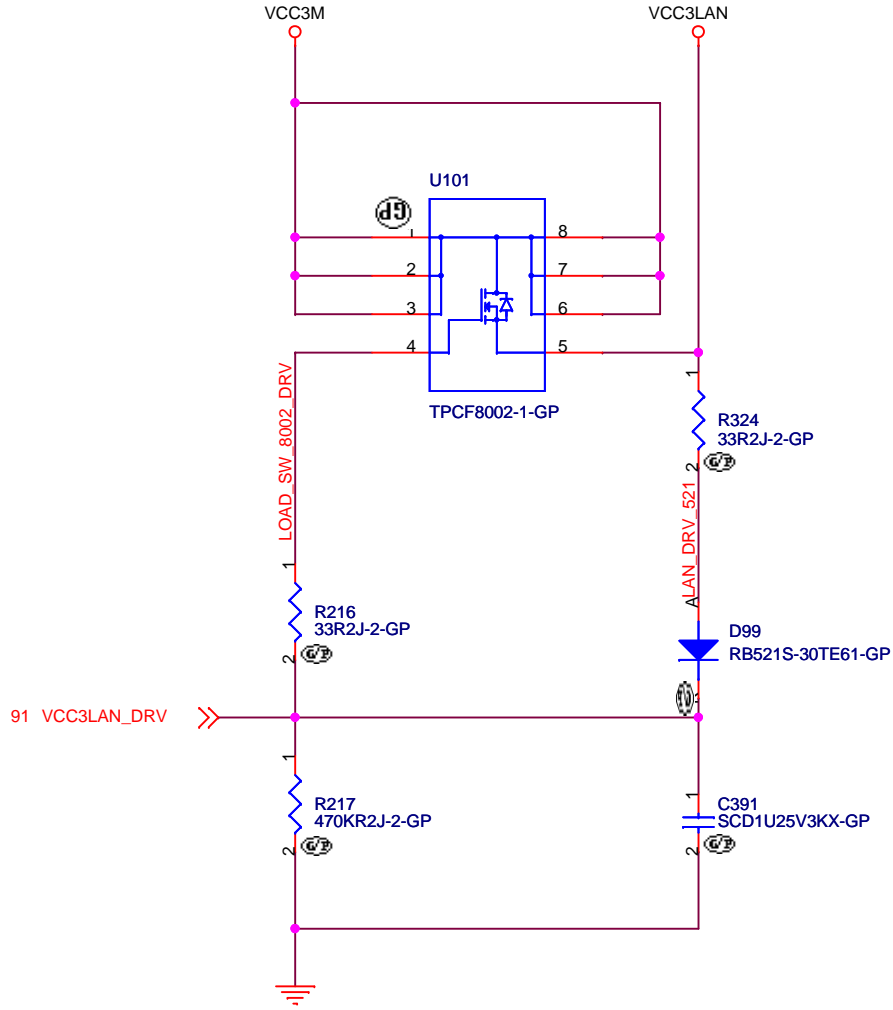 VCC3M
VCC3LAN
U101
GP
1
8
2
7
3
6
4
5
TPCF8002-1-GP
LOAD_SW_8002_DRV
1
R324
33R2J-2-GP
2
G/P
LAN_DRV_521
A
1
R216
33R2J-2-GP
2
G/P
D99
RB521S-30TE61-GP
91 VCC3LAN_DRV
1
R217
470KR2J-2-GP
2
G/P
1
C391
SCD1U25V3KX-GP
2
G/P